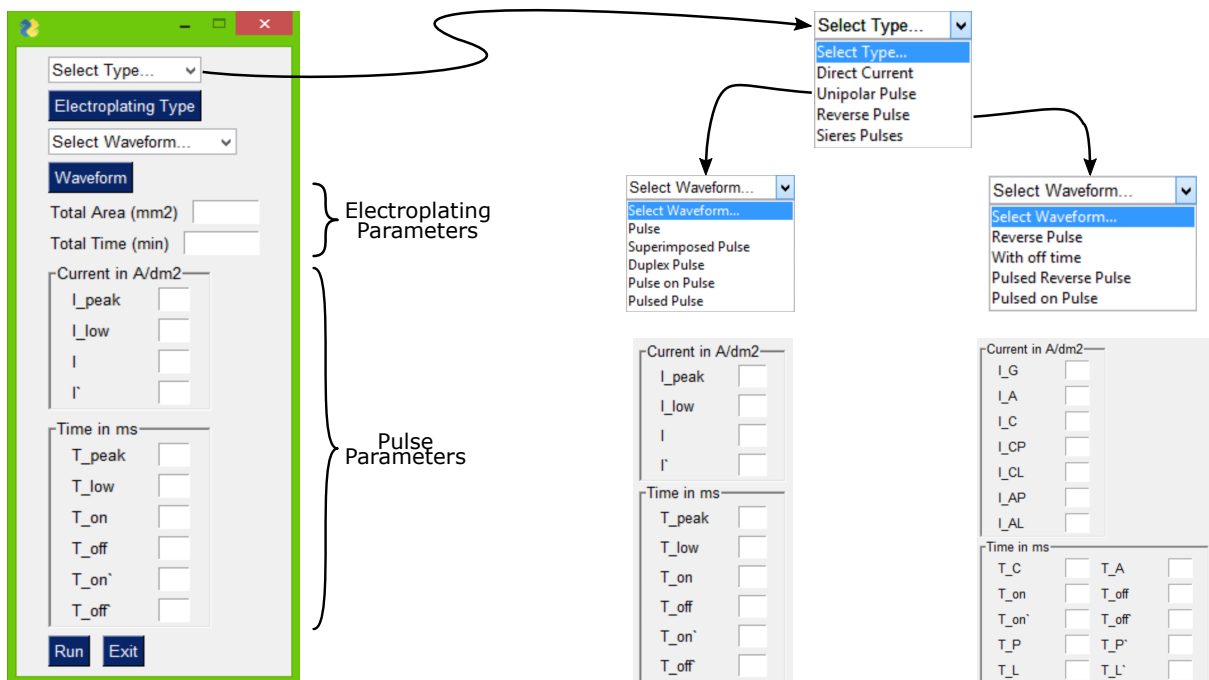 Select Type...
Electroplating Type
Select Waveform...
Waveform
Total Area (mm2)
Total Time (min)
Current in A/dm2
I_peak
I_low
I
I`
Time in ms
T_peak
T_low
T_on
T_off
T_on`
T_off`
Run Exit
Electroplating
Parameters
Pulse
Parameters
Select Type...
Select Type...
Direct Current
Unipolar Pulse
Reverse Pulse
Sieres Pulses
Select Waveform...
Select Waveform...
Pulse
Superimposed Pulse
Duplex Pulse
Pulse on Pulse
Pulsed Pulse
Current in A/dm2
I_peak
I_low
I
I`
Time in ms
T_peak
T_low
T_on
T_off
T_on`
T_off`
Select Waveform...
Select Waveform...
Reverse Pulse
With off time
Pulsed Reverse Pulse
Pulsed on Pulse
Current in A/dm2
I_G
I_A
I_C
I_CP
I_CL
I_AP
I_AL
Time in ms
T_C T_A
T_on T_off
T_on` T_off`
T_P T_P`
T_L T_L`